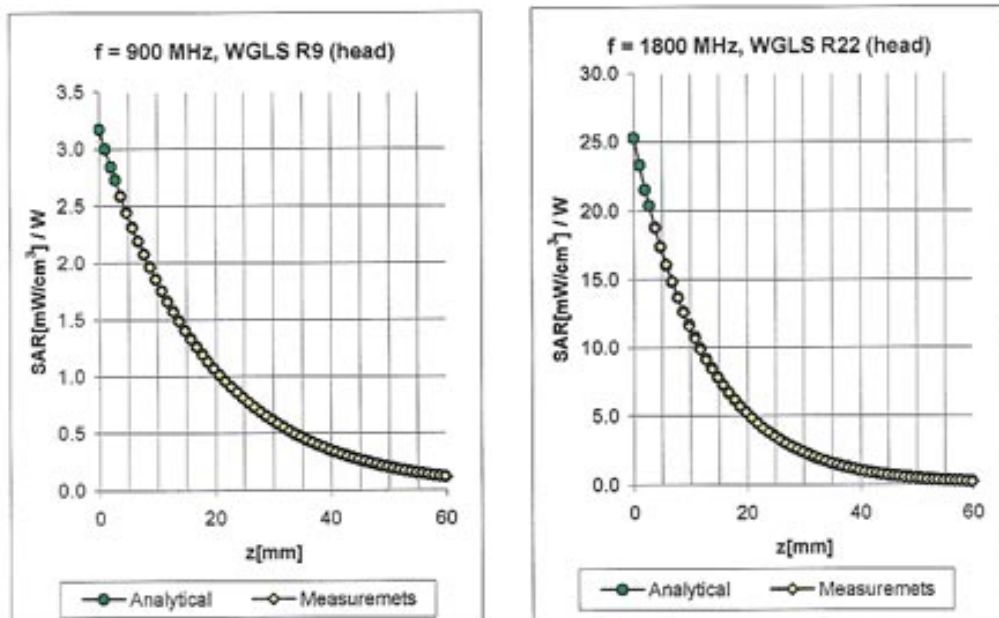 f = 900 MHz, WGLS R9 (head)
SAR[mW/cm³] / W
3.5
3.0
2.5
2.0
1.5
1.0
0.5
0.0
0
20
40
60
z[mm]
Analytical
Measuremets
f = 1800 MHz, WGLS R22 (head)
SAR[mW/cm³] / W
30.0
25.0
20.0
15.0
10.0
5.0
0.0
0
20
40
60
z[mm]
Analytical
Measuremets